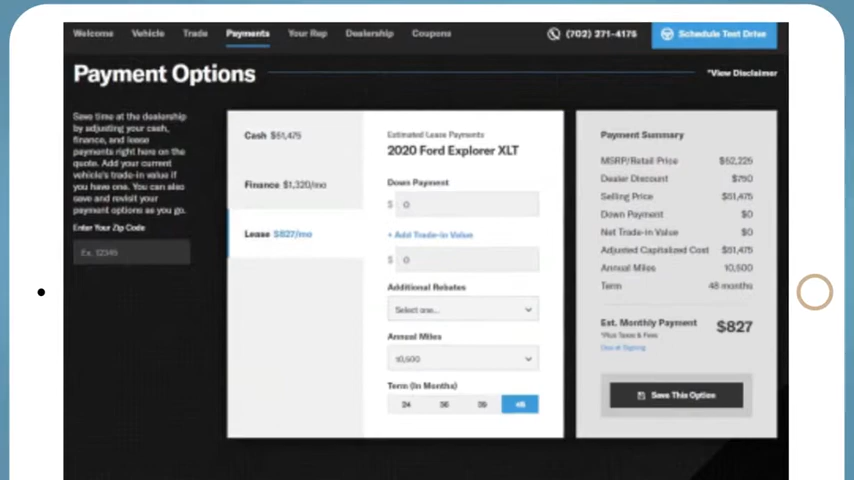 Welcome Vehicle Trade Payments Your Rep Dealership Coupons (702) 271-4175 Schedule Test Drive
Payment Options *View Disclaimer
Save time at the dealership
by adjusting your cash,
finance, and lease
payments right here on the
quote. Add your current
vehicle's trade-in value if
you have one. You can also
save and revisit your
payment options as you go.
Enter Your Zip Code
Ex. 12345
Cash $51,475
Finance $1,320/mo
Lease $827/mo
Estimated Lease Payments
2020 Ford Explorer XLT
Down Payment
$ 0
+ Add Trade-in Value
$ 0
Additional Rebates
Select one...
Annual Miles
10,500
Term (In Months)
24 36 39 48
Payment Summary
MSRP/Retail Price $52,225
Dealer Discount $750
Selling Price $51,475
Down Payment $0
Net Trade-in Value $0
Adjusted Capitalized Cost $51,475
Annual Miles 10,500
Term 48 months
Est. Monthly Payment $827
*Plus Taxes & Fees
Due at Signing
Save This Option